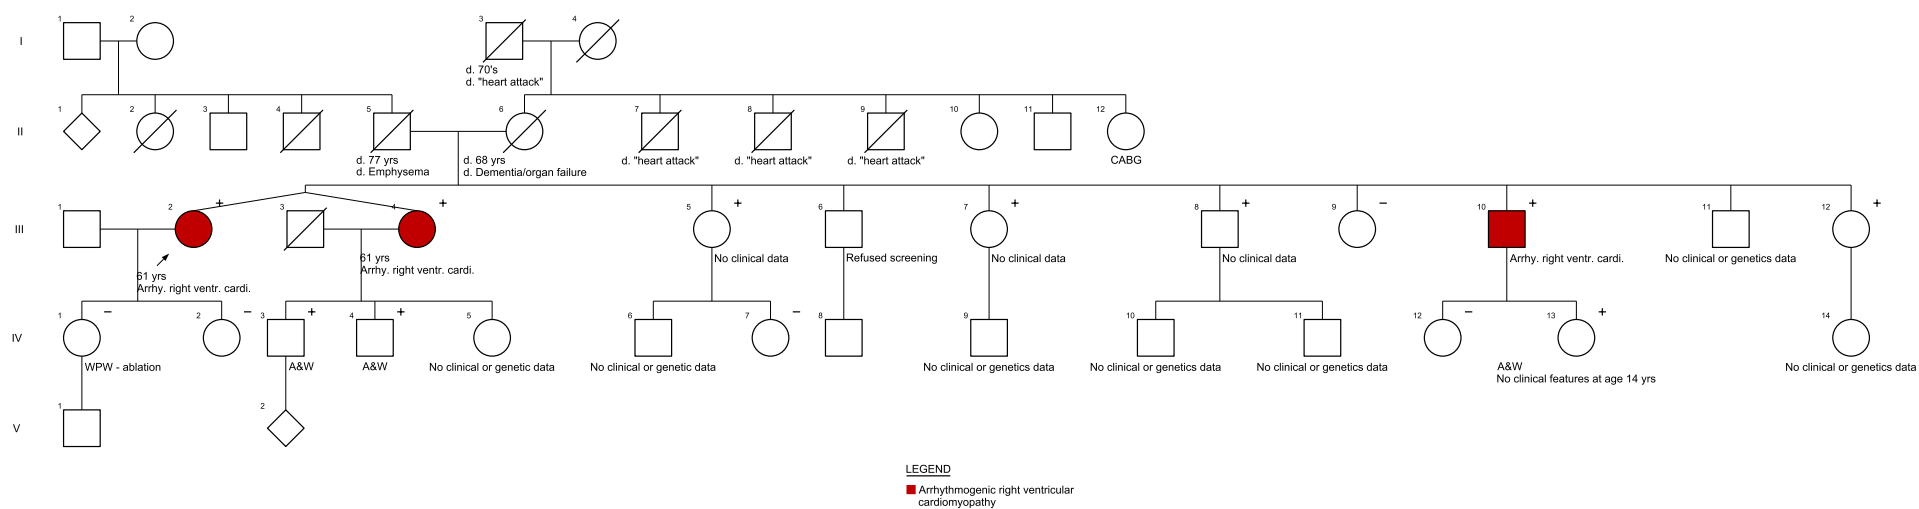 1 2 3 4
I
d. 70's
d. "heart attack"
1 2 3 4 5 6 7 8 9 10 11 12
II
d. 77 yrs d. 68 yrs d. "heart attack" d. "heart attack" d. "heart attack" CABG
d. Emphysema d. Dementia/organ failure
1 2 + 3 4 + 5 + 6 7 + 8 + 9 − 10 + 11 12 +
III
61 yrs No clinical data Refused screening No clinical data No clinical data Arrhy. right ventr. cardi. No clinical or genetics data
Arrhy. right ventr. cardi.
61 yrs
Arrhy. right ventr. cardi.
1 − 2 − 3 + 4 + 5 6 7 − 8 9 10 11 12 − 13 + 14
IV
WPW - ablation A&W A&W No clinical or genetic data No clinical or genetic data No clinical or genetics data No clinical or genetics data No clinical or genetics data A&W No clinical or genetics data
No clinical features at age 14 yrs
1 2
V
LEGEND
Arrhythmogenic right ventricular
cardiomyopathy